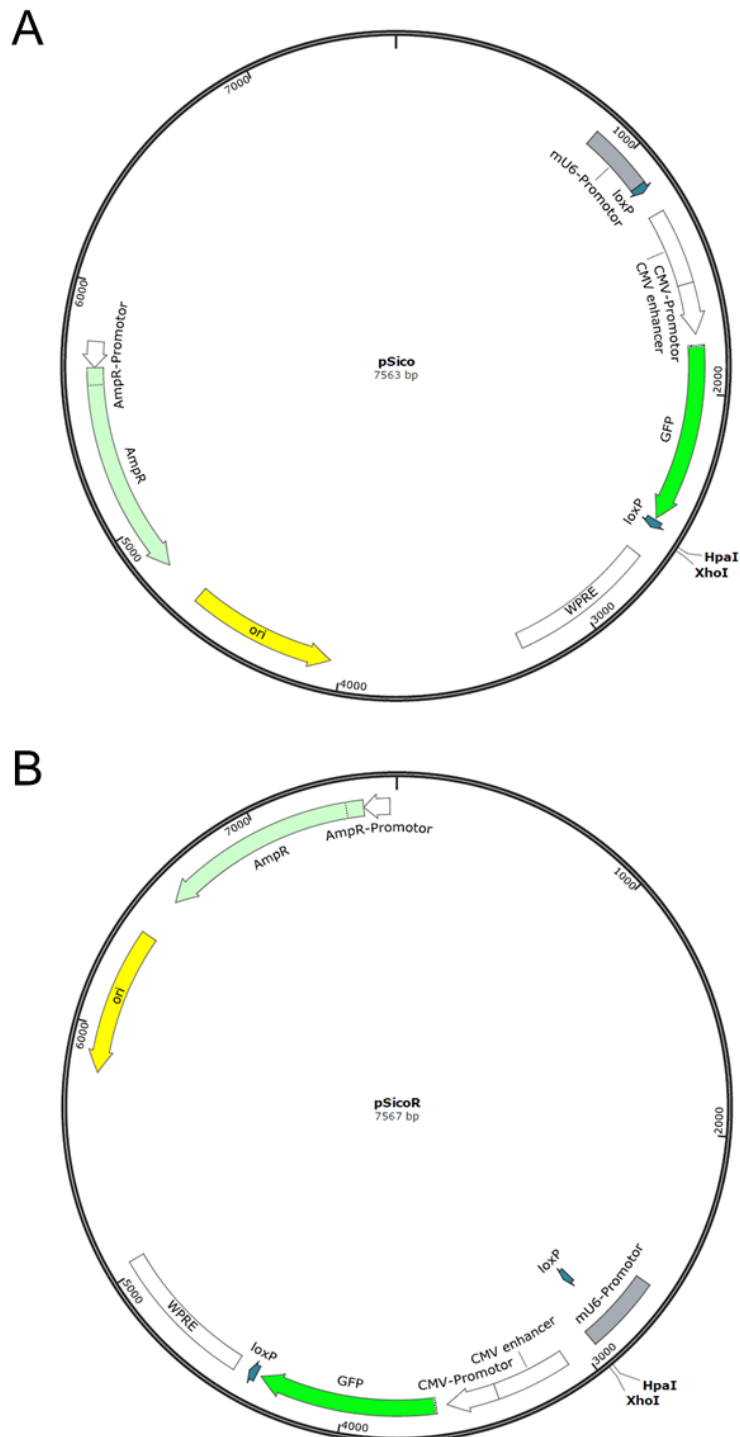 A
7000
1000
mU6-Promotor
loxP
CMV-Promotor
CMV enhancer
6000
AmpR-Promotor
pSico
7563 bp
2000
GFP
AmpR
loxP
5000
HpaI
XhoI
WPRE
3000
ori
4000
B
7000
AmpR-Promotor
AmpR
1000
ori
6000
pSicoR
7567 bp
2000
loxP
mU6-Promotor
5000
WPRE
loxP
CMV enhancer
CMV-Promotor
GFP
3000
HpaI
XhoI
4000